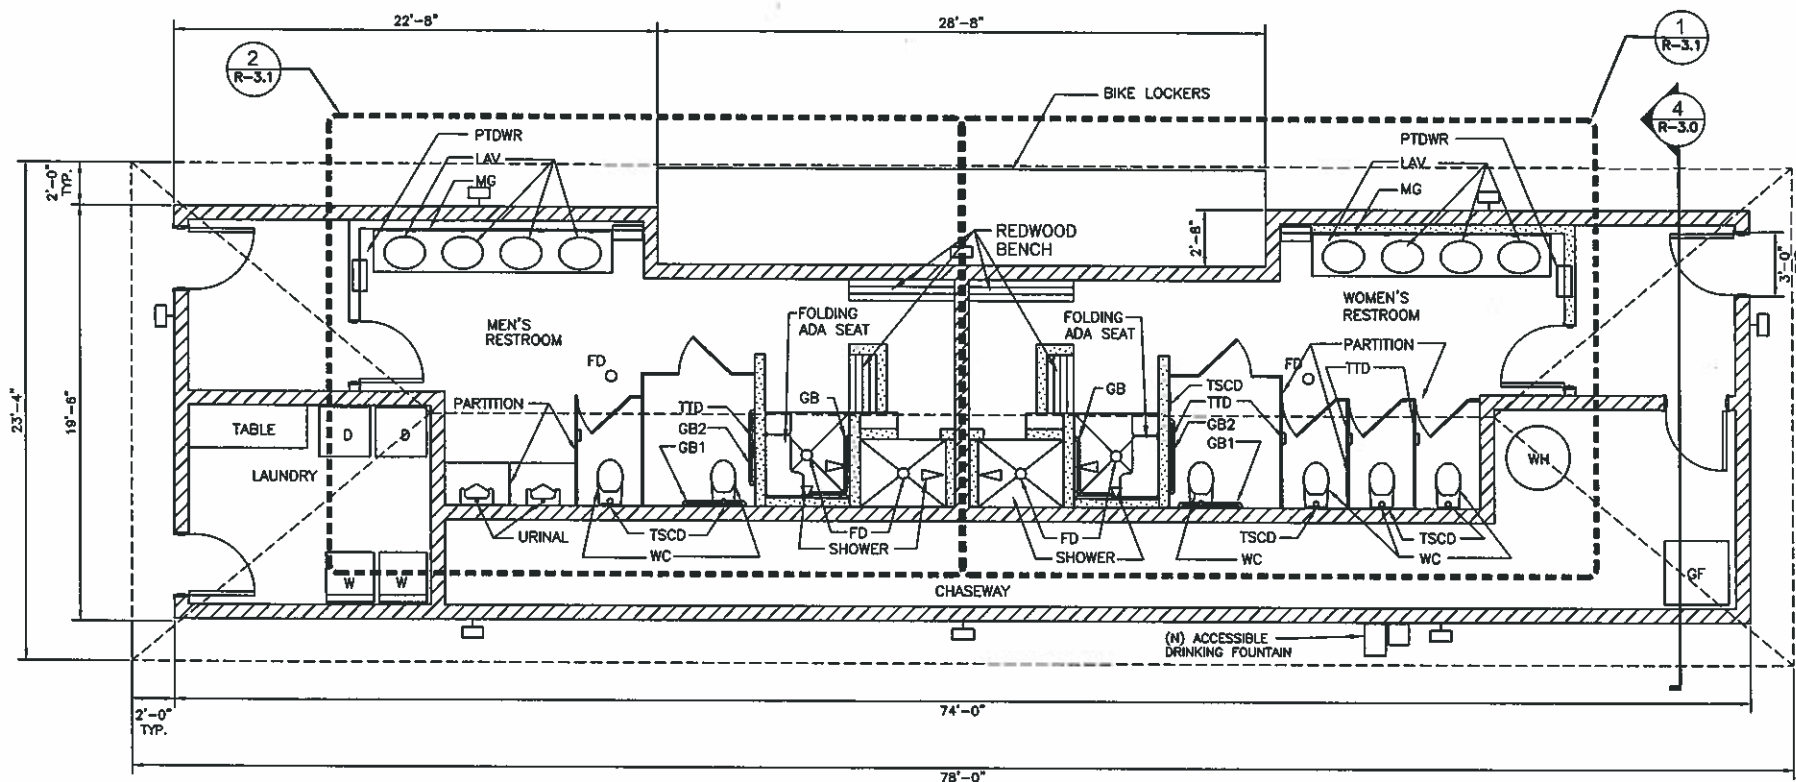 22'-8"
28'-8"
2
R-3.1
1
R-3.1
BIKE LOCKERS
4
R-3.0
PTDWR
LAV
MG
PTDWR
LAV
MG
2'-0"
TYP.
REDWOOD
BENCH
2'-8"
3'-0"
MEN'S
RESTROOM
FOLDING
ADA SEAT
FOLDING
ADA SEAT
WOMEN'S
RESTROOM
FD
PARTITION
FD
TTD
23'-4"
19'-6"
PARTITION
GB
GB
TSCD
TTD
TTD
GB2
GB1
GB2
GB1
TABLE
D
D
LAUNDRY
WH
URINAL
TSCD
WC
FD
SHOWER
FD
SHOWER
TSCD
WC
TSCD
WC
W
W
GF
CHASEWAY
(N) ACCESSIBLE
DRINKING FOUNTAIN
2'-0"
TYP.
74'-0"
78'-0"